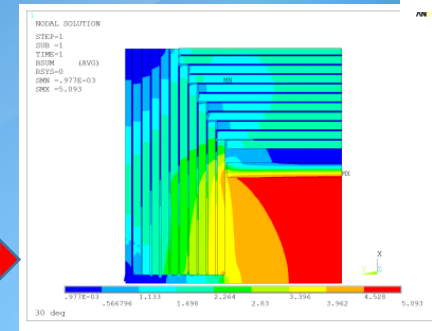 1
NODAL SOLUTION
STEP=1
SUB =1
TIME=1
BSUM (AVG)
RSYS=0
SMN =.977E-03
SMX =5.093
MN
MX
X
.977E-03 1.133 2.264 3.396 4.528
.566796 1.698 2.83 3.962 5.093
30 deg